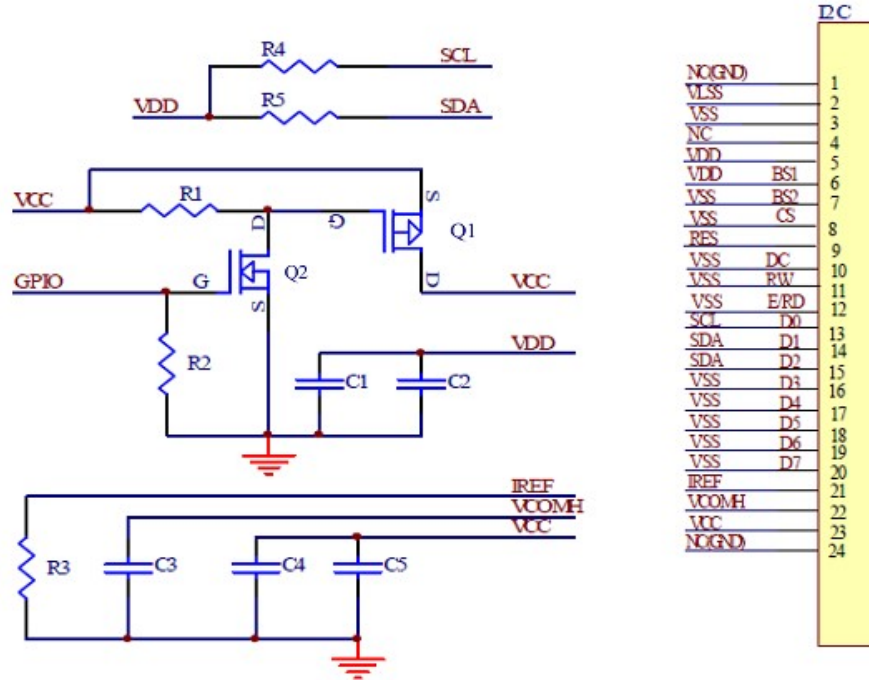 I2C
R4 SCL
VDD R5 SDA
VCC R1 D G S Q1
D VCC
GPIO G Q2
S
R2
VDD
C1 C2
IREF
VCOMH
VCC
R3 C3 C4 C5
NC(GND) 1
VLSS 2
VSS 3
NC 4
VDD 5
VDD BS1 6
VSS BS2 7
VSS CS 8
RES 9
VSS DC 10
VSS RW 11
VSS E/RD 12
SCL D0 13
SDA D1 14
SDA D2 15
VSS D3 16
VSS D4 17
VSS D5 18
VSS D6 19
VSS D7 20
IREF 21
VCOMH 22
VCC 23
NC(GND) 24